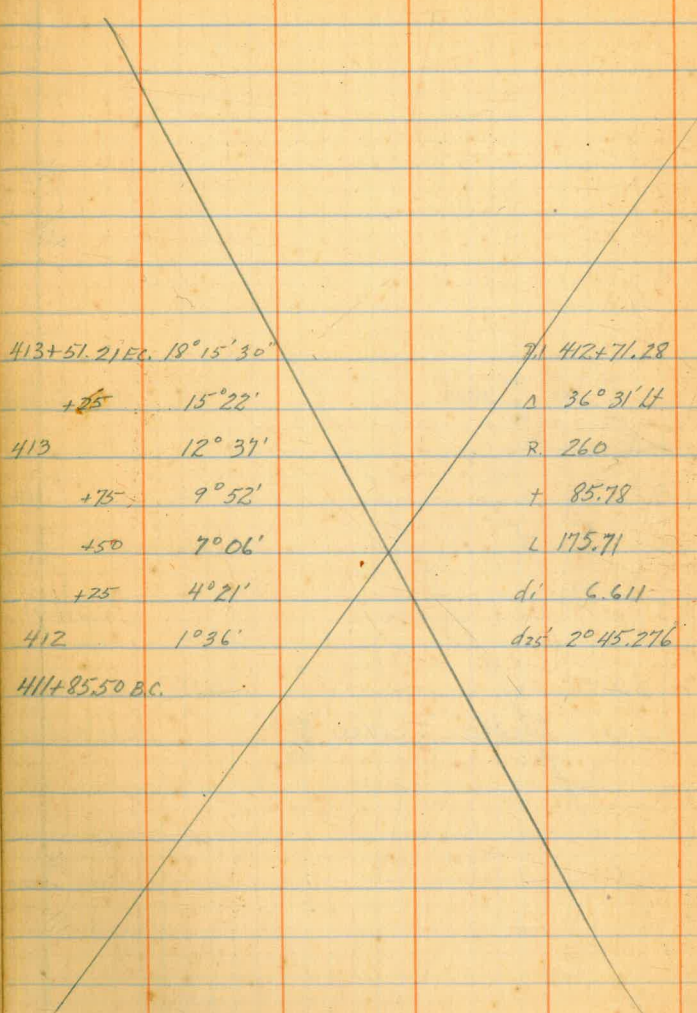 413+51.21 E.C. 18°15'30" P.I 412+71.28
+25 15°22' Δ 36°31' Lt
413 12°37' R. 260
+75 9°52' t 85.78
+50 7°06' L 175.71
+25 4°21' d1' 6.611
412 1°36' d25' 2°45.276
411+85.50 B.C.